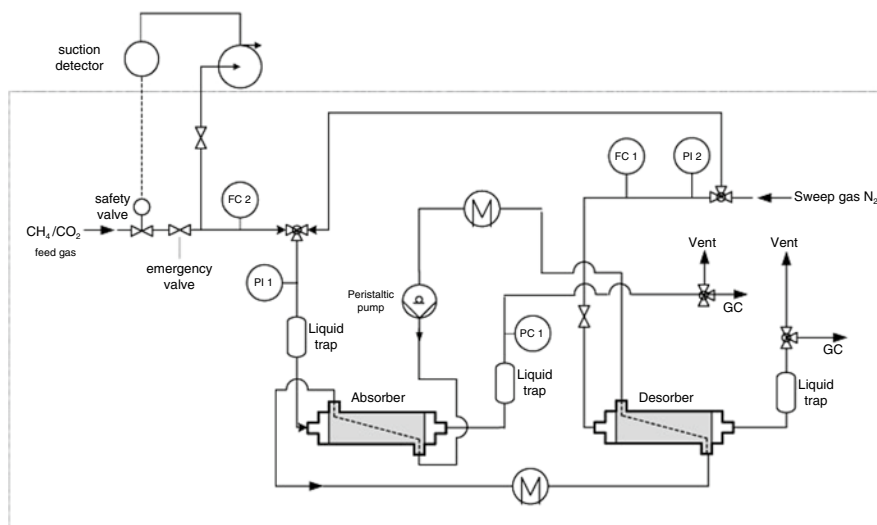 suction
detector
safety
valve
FC 2
CH₄/CO₂
feed gas
emergency
valve
PI 1
Liquid
trap
M
Peristaltic
pump
FC 1
PI 2
Sweep gas N₂
Vent
Vent
GC
GC
PC 1
Liquid
trap
Liquid
trap
Absorber
Desorber
M